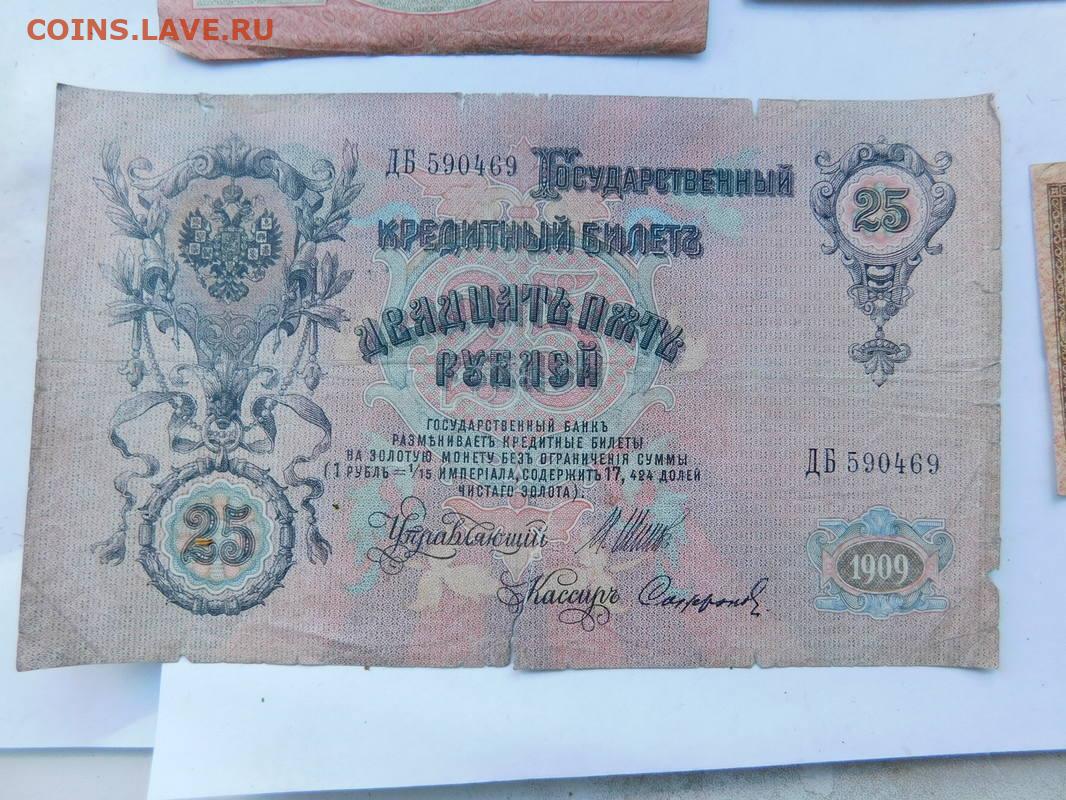 COINS.LAVE.RU
ДБ 590469
Государственный
25
Кредитный Билетъ
Двадцать Пять
Рублей
ГОСУДАРСТВЕННЫЙ БАНКЪ
РАЗМѢНИВАЕТЪ КРЕДИТНЫЕ БИЛЕТЫ
НА ЗОЛОТУЮ МОНЕТУ БЕЗЪ ОГРАНИЧЕНІЯ СУММЫ
(1 РУБЛЬ = 1/15 ИМПЕРІАЛА, СОДЕРЖИТЪ 17,424 ДОЛЕЙ
ЧИСТАГО ЗОЛОТА).
ДБ 590469
25
Управляющій
1909
Кассиръ